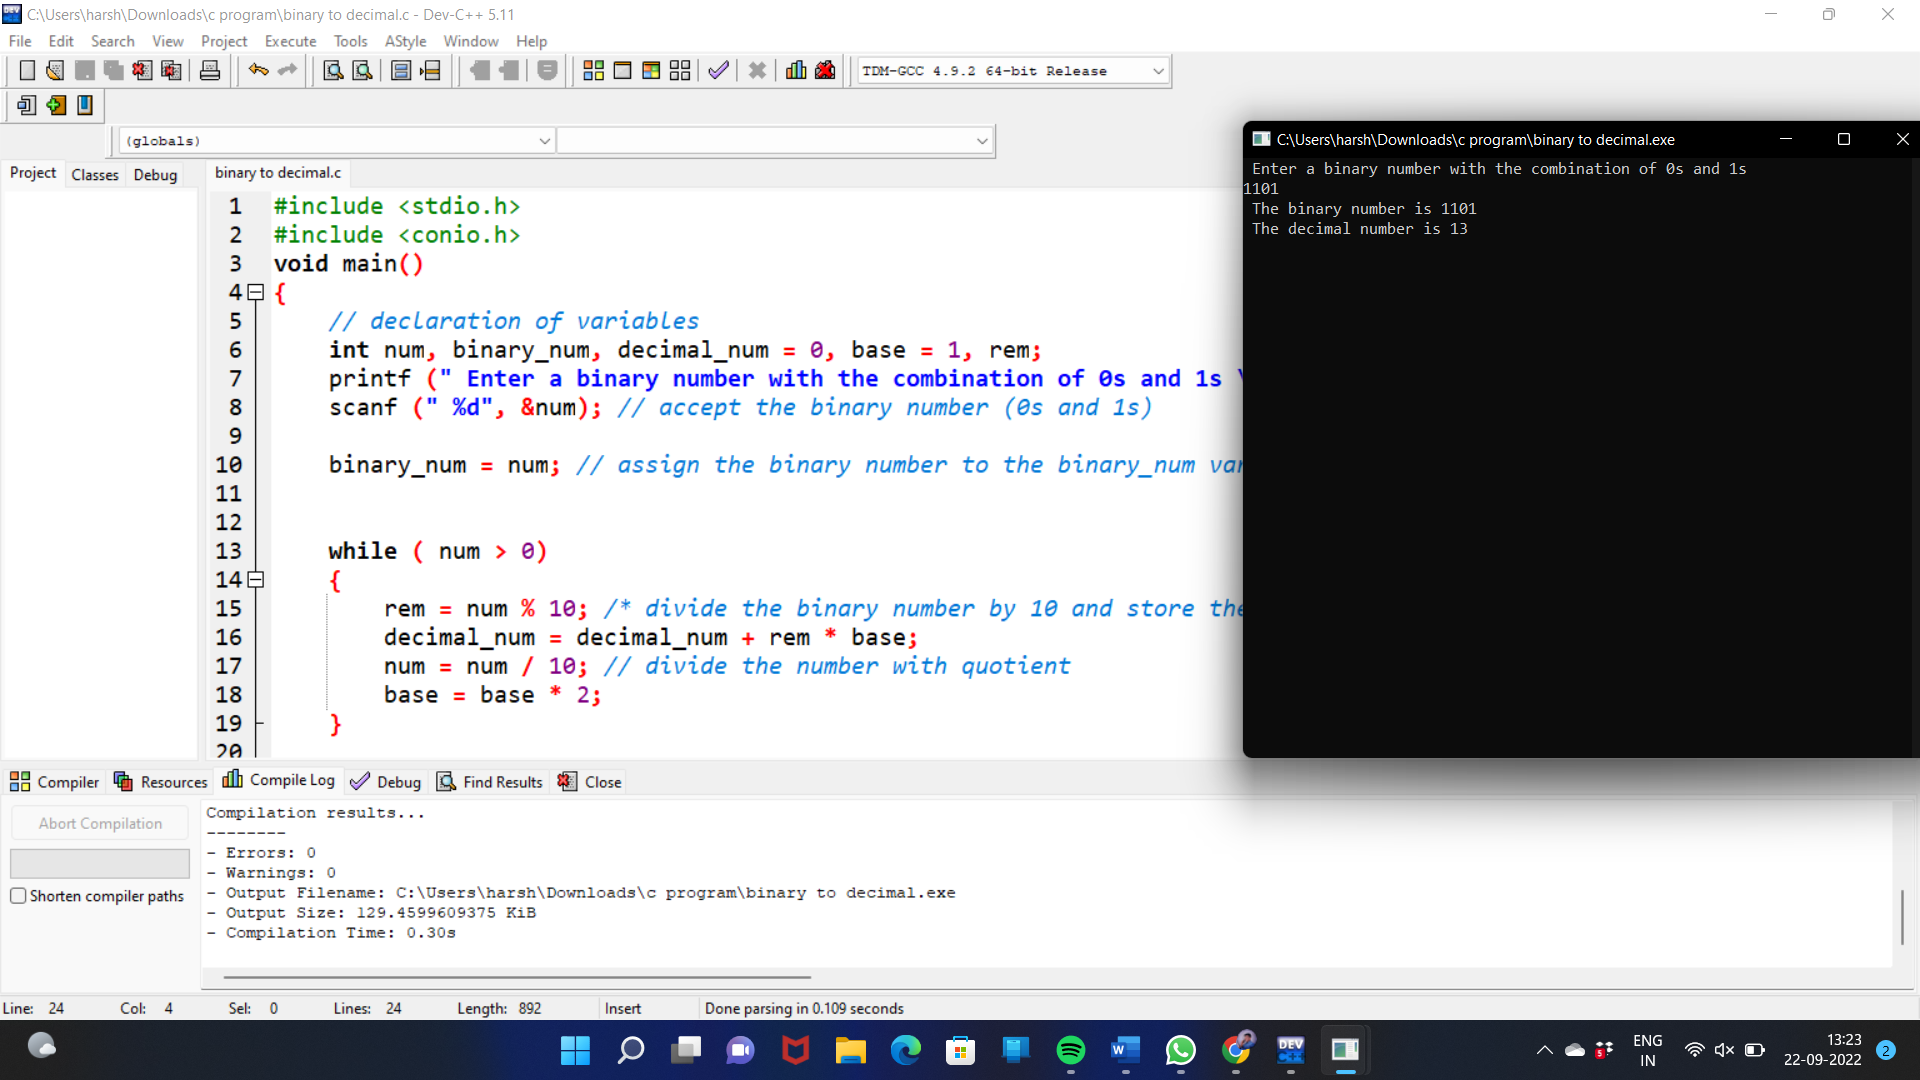 C:\Users\harsh\Downloads\c program\binary to decimal.c - Dev-C++ 5.11
File Edit Search View Project Execute Tools AStyle Window Help
TDM-GCC 4.9.2 64-bit Release
(globals)
Project Classes Debug
binary to decimal.c
1 #include <stdio.h>
2 #include <conio.h>
3 void main()
4 {
5 // declaration of variables
6 int num, binary_num, decimal_num = 0, base = 1, rem;
7 printf (" Enter a binary number with the combination of 0s and 1s \
8 scanf (" %d", &num); // accept the binary number (0s and 1s)
9
10 binary_num = num; // assign the binary number to the binary_num var
11
12
13 while ( num > 0)
14 {
15 rem = num % 10; /* divide the binary number by 10 and store the
16 decimal_num = decimal_num + rem * base;
17 num = num / 10; // divide the number with quotient
18 base = base * 2;
19 }
20
C:\Users\harsh\Downloads\c program\binary to decimal.exe
Enter a binary number with the combination of 0s and 1s
1101
The binary number is 1101
The decimal number is 13
Compiler Resources Compile Log Debug Find Results Close
Abort Compilation
Shorten compiler paths
Compilation results...
--------
- Errors: 0
- Warnings: 0
- Output Filename: C:\Users\harsh\Downloads\c program\binary to decimal.exe
- Output Size: 129.4599609375 KiB
- Compilation Time: 0.30s
Line: 24 Col: 4 Sel: 0 Lines: 24 Length: 892 Insert Done parsing in 0.109 seconds
DEV C++
W
5
ENG
IN
13:23
22-09-2022
2